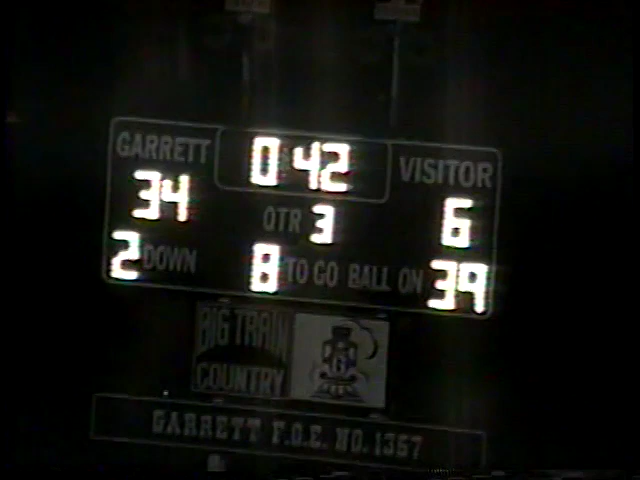 GARRETT 0:42 VISITOR
34 QTR 3 6
2 DOWN 8 TO GO BALL ON 39
BIG TRAIN
COUNTRY
G
GARRETT F.O.E. NO. 1357